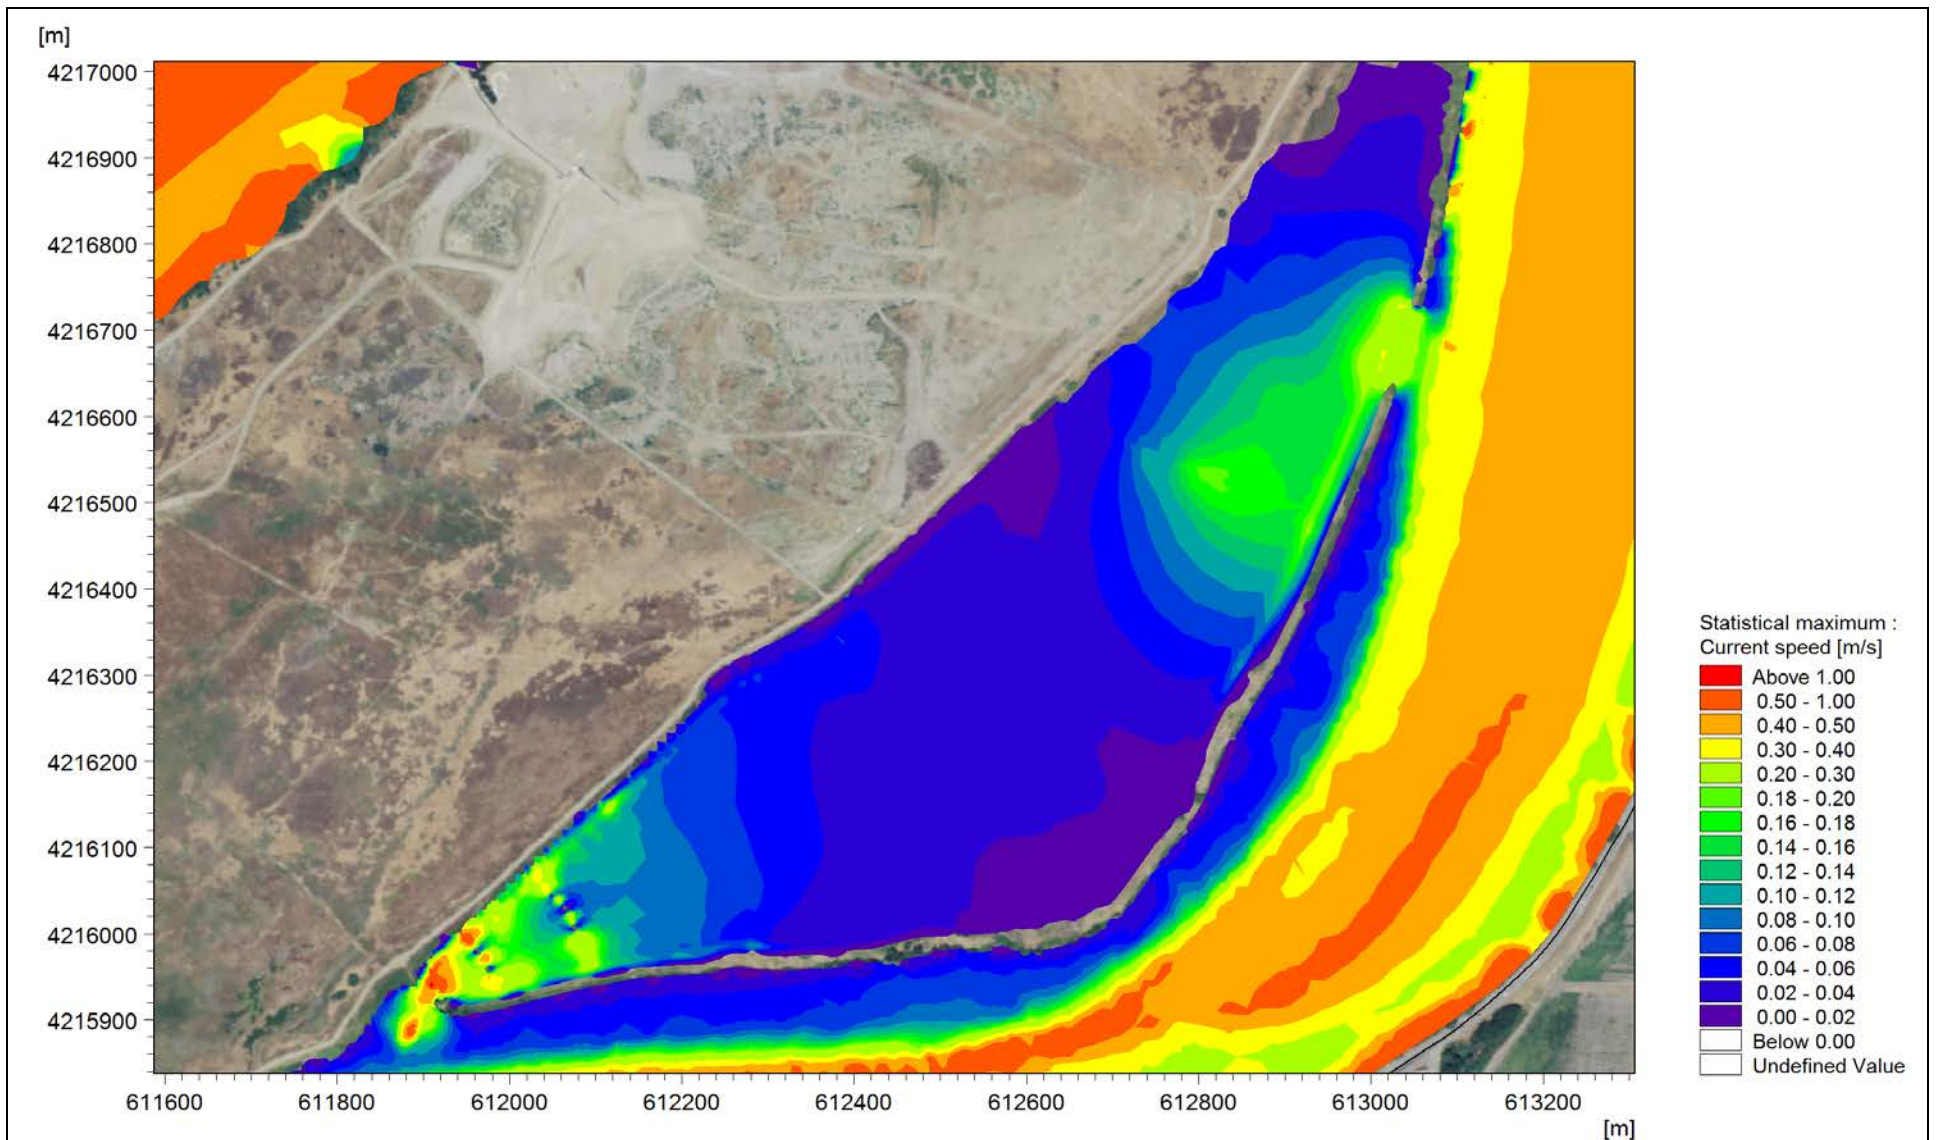 [m]
4217000
4216900
4216800
4216700
4216600
4216500
4216400
4216300
4216200
4216100
4216000
4215900
611600 611800 612000 612200 612400 612600 612800 613000 613200
[m]
Statistical maximum :
Current speed [m/s]
Above 1.00
0.50 - 1.00
0.40 - 0.50
0.30 - 0.40
0.20 - 0.30
0.18 - 0.20
0.16 - 0.18
0.14 - 0.16
0.12 - 0.14
0.10 - 0.12
0.08 - 0.10
0.06 - 0.08
0.04 - 0.06
0.02 - 0.04
0.00 - 0.02
Below 0.00
Undefined Value